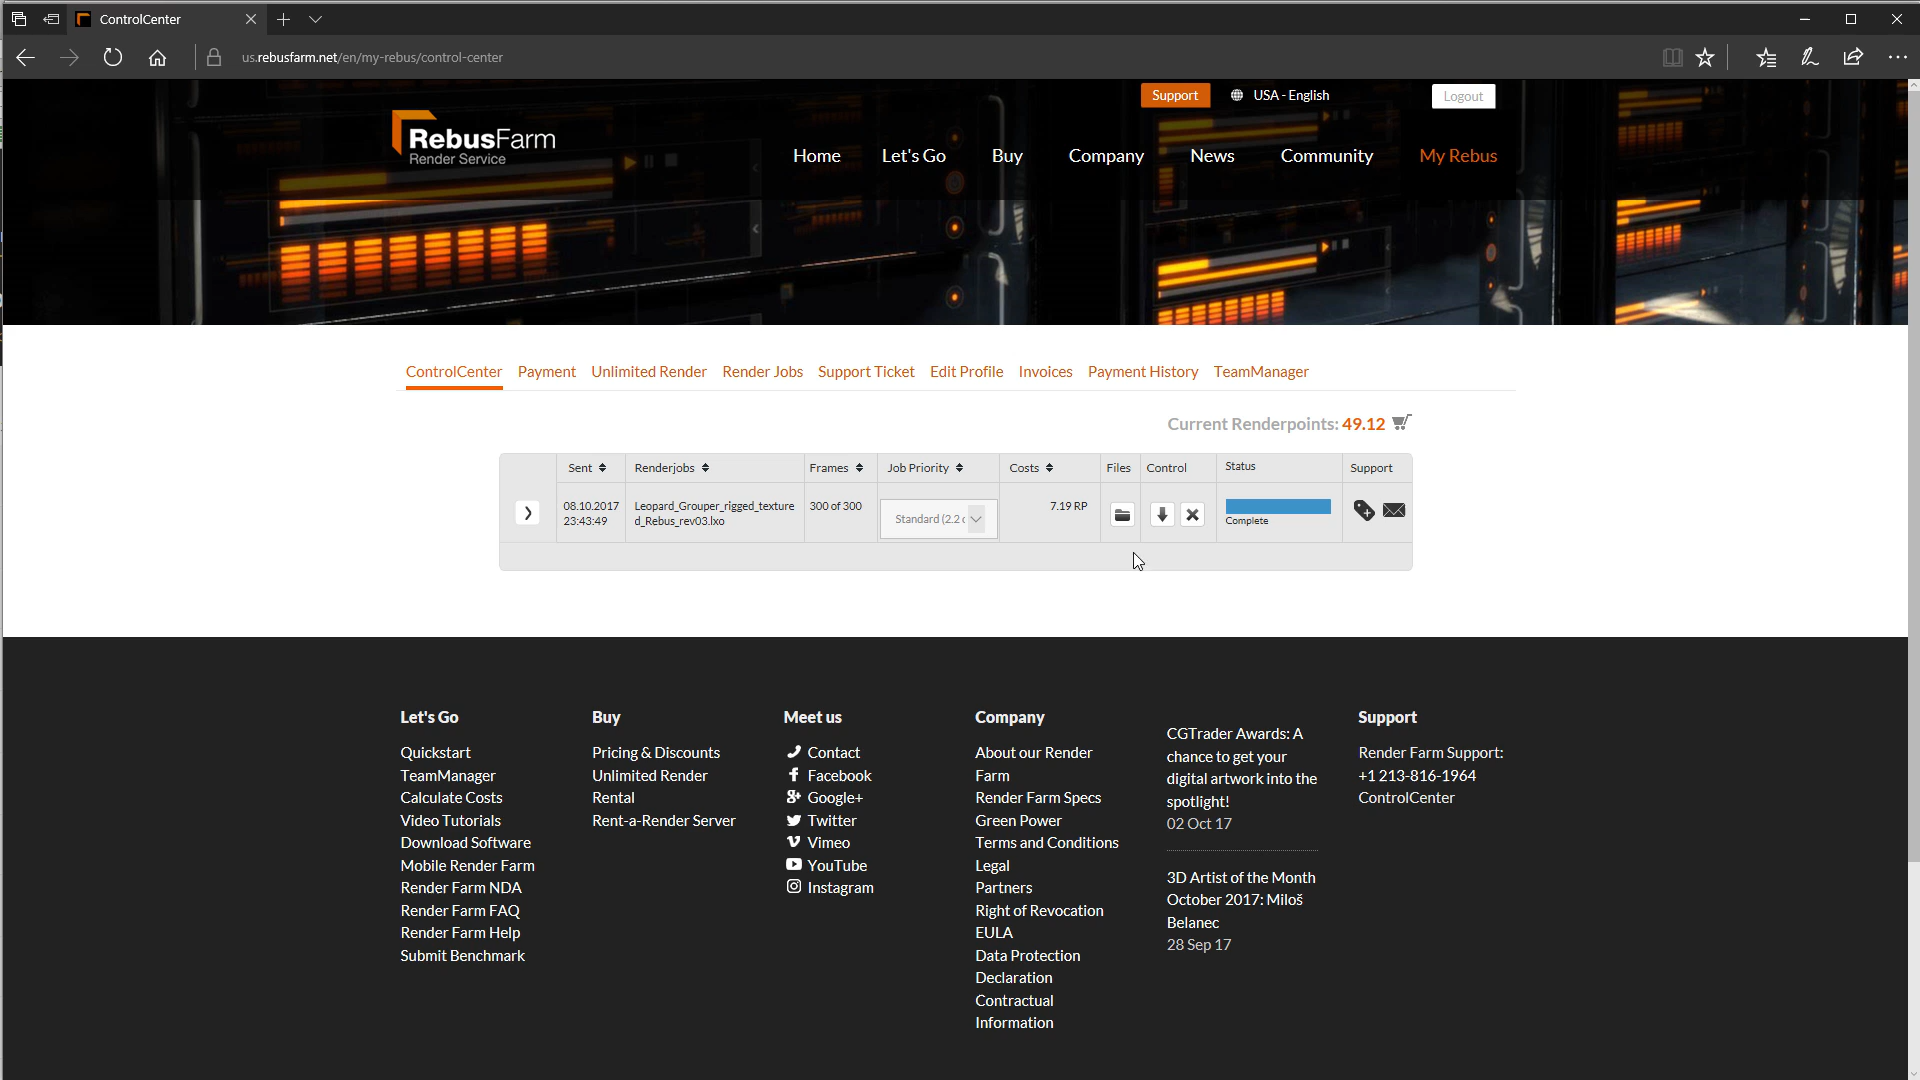 ControlCenter
us.rebusfarm.net/en/my-rebus/control-center
Support
USA - English
Logout
RebusFarm
Render Service
Home
Let's Go
Buy
Company
News
Community
My Rebus
ControlCenter
Payment
Unlimited Render
Render Jobs
Support Ticket
Edit Profile
Invoices
Payment History
TeamManager
Current Renderpoints: 49.12
Sent
Renderjobs
Frames
Job Priority
Costs
Files
Control
Status
Support
08.10.2017
23:43:49
Leopard_Grouper_rigged_texture
d_Rebus_rev03.lxo
300 of 300
Standard (2.2
7.19 RP
Complete
Let's Go
Quickstart
TeamManager
Calculate Costs
Video Tutorials
Download Software
Mobile Render Farm
Render Farm NDA
Render Farm FAQ
Render Farm Help
Submit Benchmark
Buy
Pricing & Discounts
Unlimited Render
Rental
Rent-a-Render Server
Meet us
Contact
Facebook
Google+
Twitter
Vimeo
YouTube
Instagram
Company
About our Render
Farm
Render Farm Specs
Green Power
Terms and Conditions
Legal
Partners
Right of Revocation
EULA
Data Protection
Declaration
Contractual
Information
CGTrader Awards: A
chance to get your
digital artwork into the
spotlight!
02 Oct 17
3D Artist of the Month
October 2017: Miloš
Belanec
28 Sep 17
Support
Render Farm Support:
+1 213-816-1964
ControlCenter